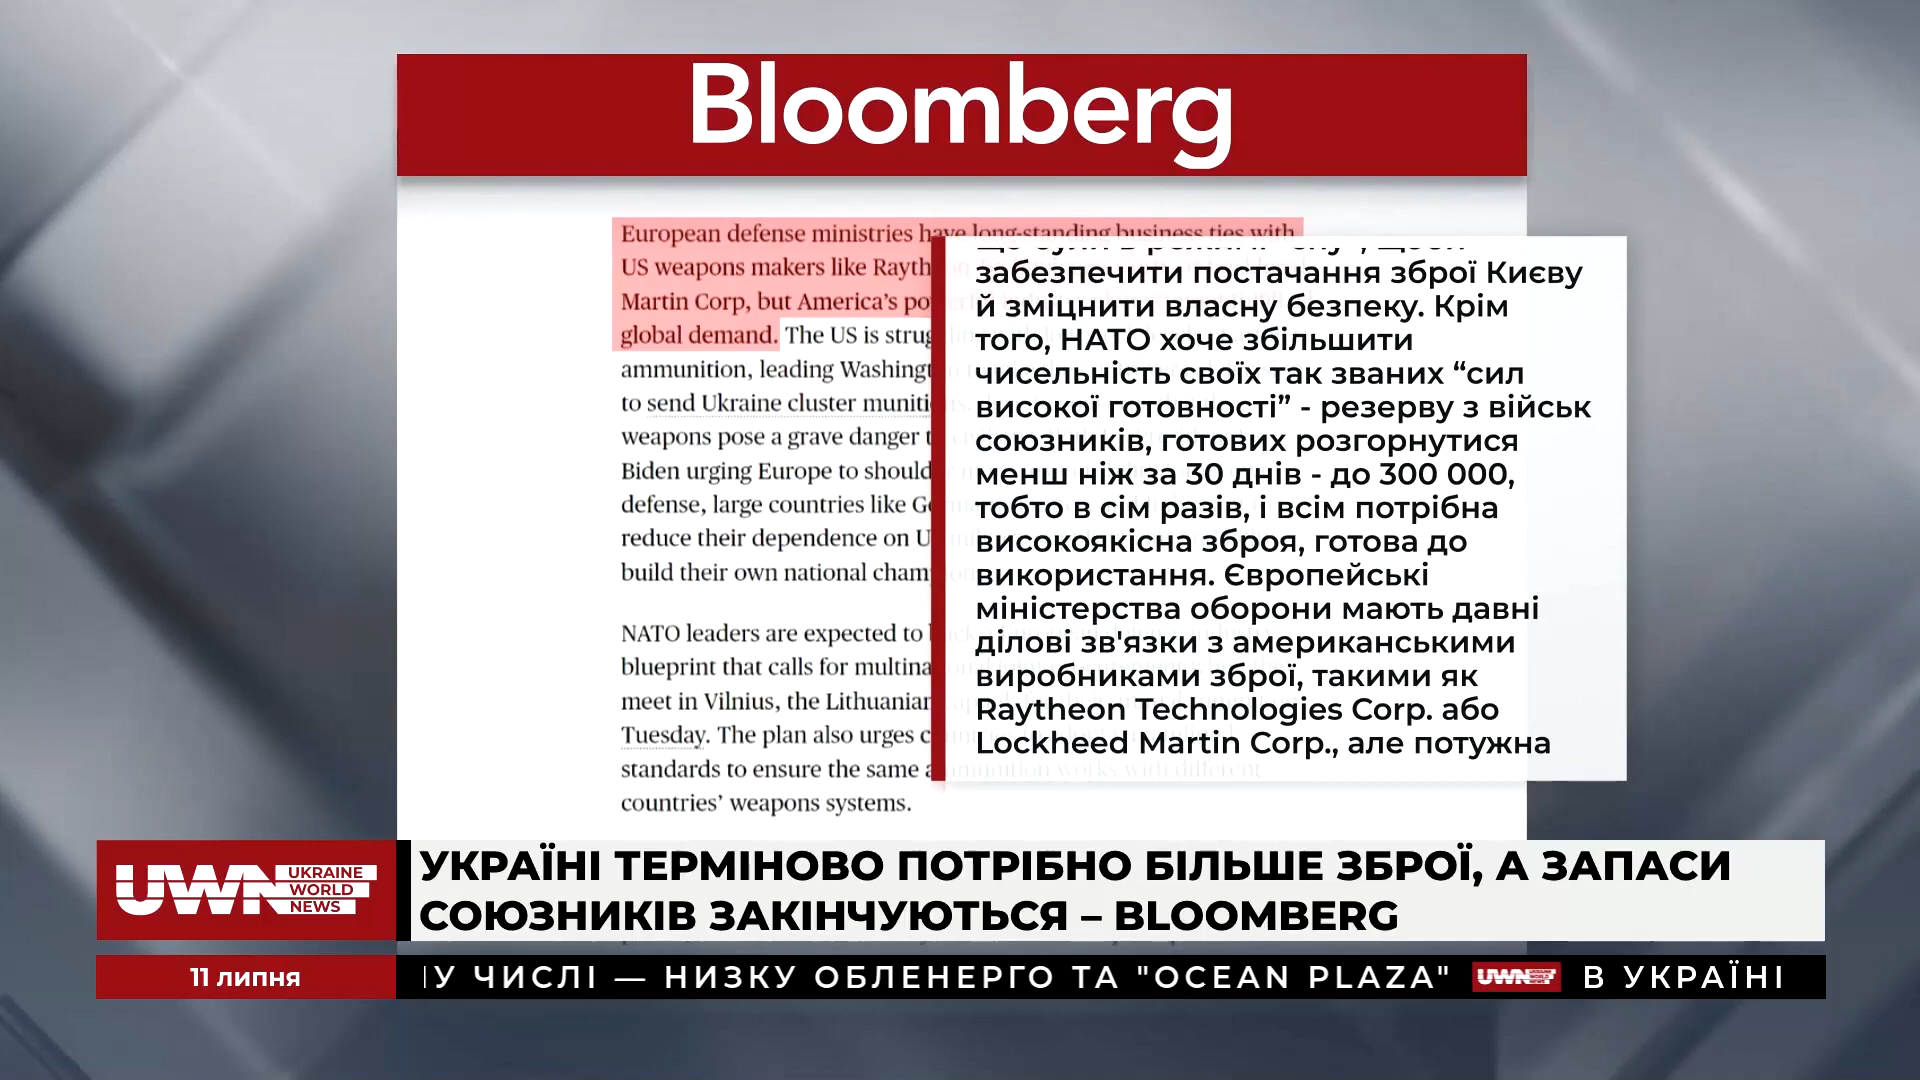 Bloomberg
European defense ministries have long-standing business ties with
US weapons makers like Rayth
Martin Corp, but America's po
global demand. The US is strug
ammunition, leading Washingt
to send Ukraine cluster muniti
weapons pose a grave danger t
Biden urging Europe to should
defense, large countries like Ge
reduce their dependence on U
build their own national cham
NATO leaders are expected to
blueprint that calls for multina
meet in Vilnius, the Lithuanian
Tuesday. The plan also urges c
standards to ensure the same ammunition works with different
countries' weapons systems.
забезпечити постачання зброї Києву
й зміцнити власну безпеку. Крім
того, НАТО хоче збільшити
чисельність своїх так званих “сил
високої готовності” - резерву з військ
союзників, готових розгорнутися
менш ніж за 30 днів - до 300 000,
тобто в сім разів, і всім потрібна
високоякісна зброя, готова до
використання. Європейські
міністерства оборони мають давні
ділові зв'язки з американськими
виробниками зброї, такими як
Raytheon Technologies Corp. або
Lockheed Martin Corp., але потужна
UWN UKRAINE WORLD NEWS
УКРАЇНІ ТЕРМІНОВО ПОТРІБНО БІЛЬШЕ ЗБРОЇ, А ЗАПАСИ
СОЮЗНИКІВ ЗАКІНЧУЮТЬСЯ – BLOOMBERG
11 липня
У ЧИСЛІ — НИЗКУ ОБЛЕНЕРГО ТА "OCEAN PLAZA" UWN В УКРАЇНІ